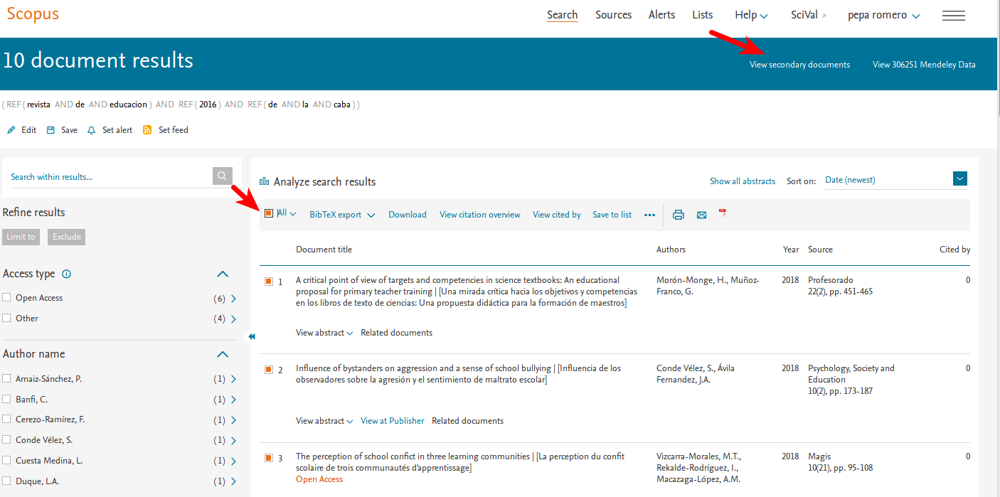 Scopus
Search Sources Alerts Lists Help SciVal pepa romero
10 document results
View secondary documents View 306251 Mendeley Data
( REF ( revista AND de AND educacion ) AND REF ( 2016 ) AND REF ( de AND la AND caba ) )
Edit Save Set alert Set feed
Search within results...
Refine results
Limit to Exclude
Access type
Open Access (6)
Other (4)
Author name
Arnaiz-Sánchez, P. (1)
Banfi, C. (1)
Cerezo-Ramírez, F. (1)
Conde Vélez, S. (1)
Cuesta Medina, L. (1)
Duque, L.A. (1)
Analyze search results
Show all abstracts Sort on: Date (newest)
All BibTeX export Download View citation overview View cited by Save to list •••
Document title Authors Year Source Cited by
1 A critical point of view of targets and competencies in science textbooks: An educational Morón-Monge, H., Muñoz- 2018 Profesorado 0
proposal for primary teacher training | [Una mirada crítica hacia los objetivos y competencias Franco, G. 22(2), pp. 451-465
en los libros de texto de ciencias: Una propuesta didáctica para la formación de maestros]
View abstract Related documents
2 Influence of bystanders on aggression and a sense of school bullying | [Influencia de los Conde Vélez, S., Ávila 2018 Psychology, Society and 0
observadores sobre la agresión y el sentimiento de maltrato escolar] Fernandez, J.A. Education
10(2), pp. 173-187
View abstract View at Publisher Related documents
3 The perception of school confict in three learning communities | [La perception du confit Vizcarra-Morales, M.T., 2018 Magis 0
scolaire de trois communautés d'apprentissage] Rekalde-Rodríguez, I., 10(21), pp. 95-108
Open Access Macazaga-López, A.M.